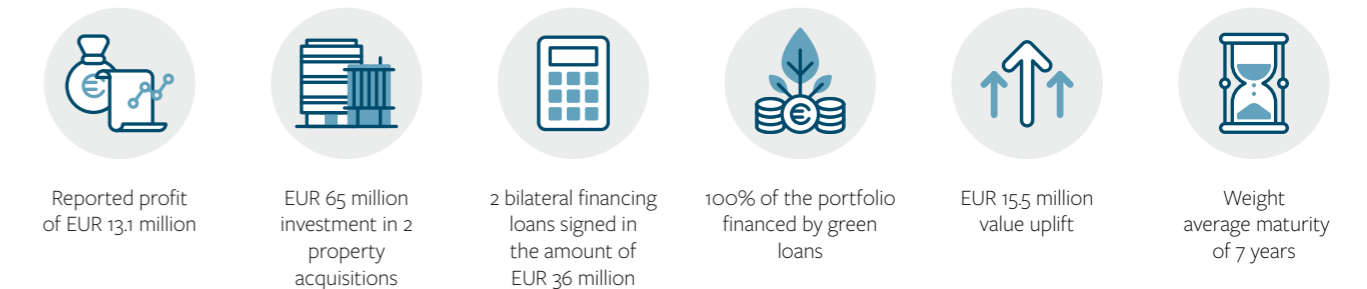 Reported profit
of EUR 13.1 million
EUR 65 million
investment in 2
property
acquisitions
2 bilateral financing
loans signed in
the amount of
EUR 36 million
100% of the portfolio
financed by green
loans
EUR 15.5 million
value uplift
Weight
average maturity
of 7 years